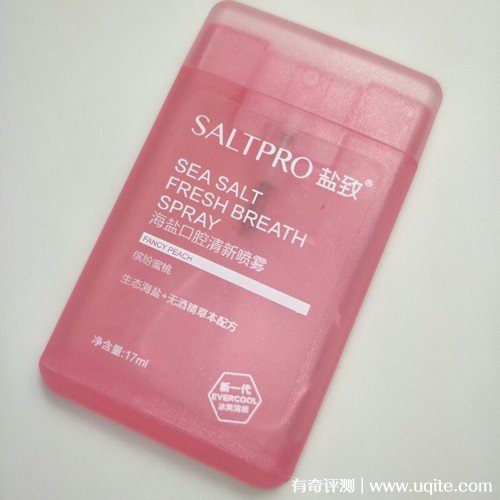 SALTPRO 盐致®
SEA SALT
FRESH BREATH
SPRAY
海盐口腔清新喷雾
FANCY PEACH
缤纷蜜桃
生态海盐+无酒精草本配方
净含量:17ml
新一代
EVERCOOL
冰爽清新
有奇评测 | www.uqite.com